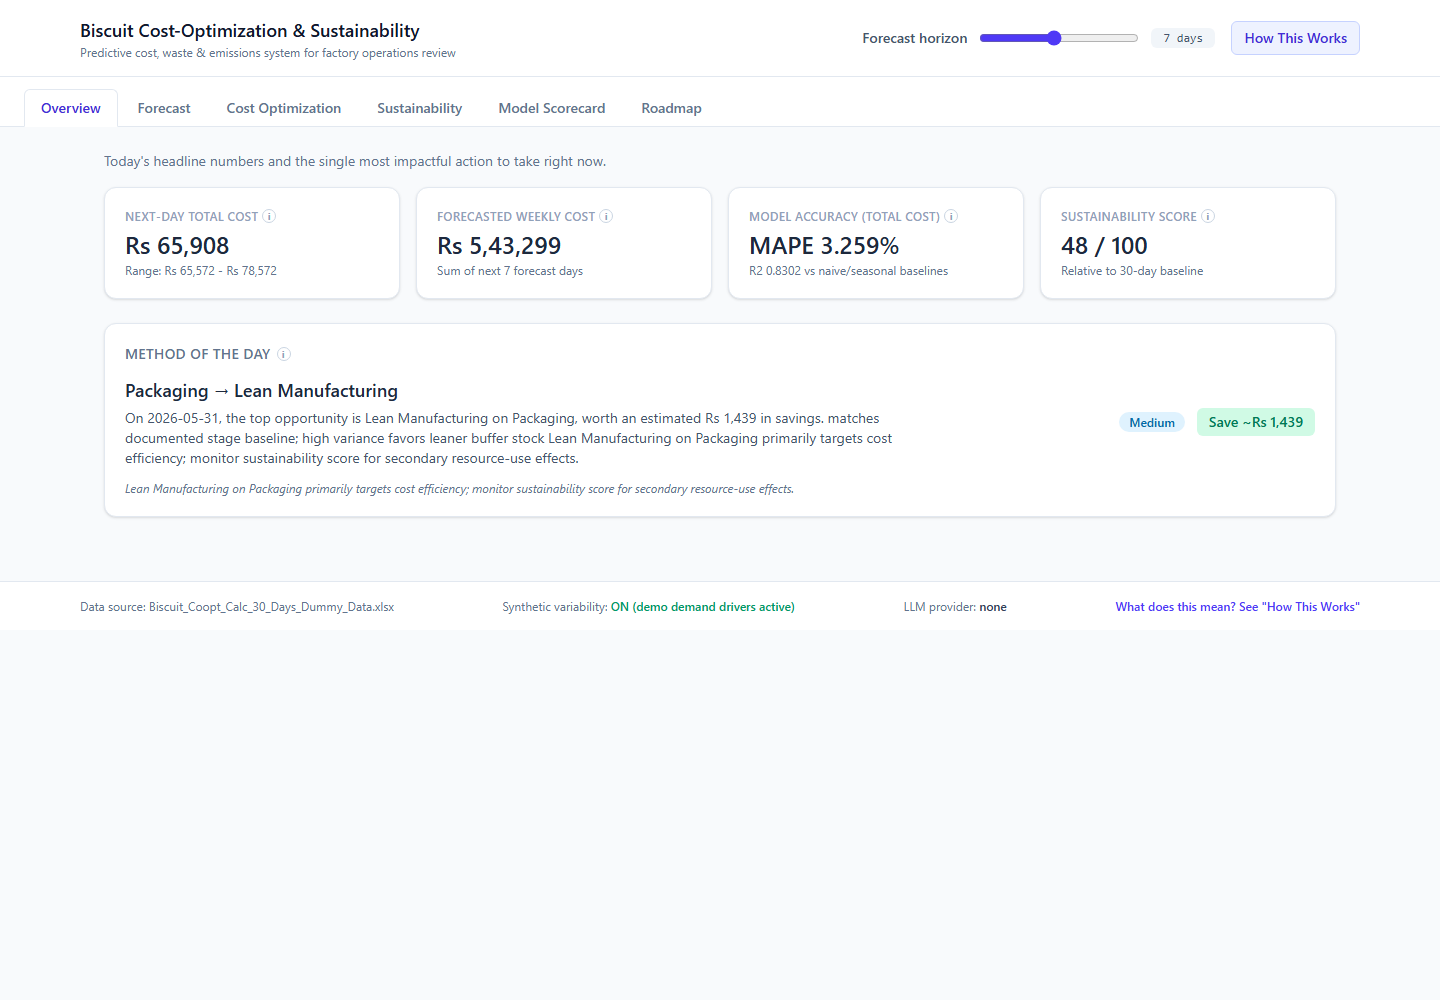 Biscuit Cost-Optimization & Sustainability
Predictive cost, waste & emissions system for factory operations review
Forecast horizon
7 days
How This Works
Overview
Forecast
Cost Optimization
Sustainability
Model Scorecard
Roadmap
Today's headline numbers and the single most impactful action to take right now.
NEXT-DAY TOTAL COST i
Rs 65,908
Range: Rs 65,572 - Rs 78,572
FORECASTED WEEKLY COST i
Rs 5,43,299
Sum of next 7 forecast days
MODEL ACCURACY (TOTAL COST) i
MAPE 3.259%
R2 0.8302 vs naive/seasonal baselines
SUSTAINABILITY SCORE i
48 / 100
Relative to 30-day baseline
METHOD OF THE DAY i
Packaging → Lean Manufacturing
On 2026-05-31, the top opportunity is Lean Manufacturing on Packaging, worth an estimated Rs 1,439 in savings. matches
documented stage baseline; high variance favors leaner buffer stock Lean Manufacturing on Packaging primarily targets cost
efficiency; monitor sustainability score for secondary resource-use effects.
Lean Manufacturing on Packaging primarily targets cost efficiency; monitor sustainability score for secondary resource-use effects.
Medium
Save ~Rs 1,439
Data source: Biscuit_Coopt_Calc_30_Days_Dummy_Data.xlsx
Synthetic variability: ON (demo demand drivers active)
LLM provider: none
What does this mean? See "How This Works"